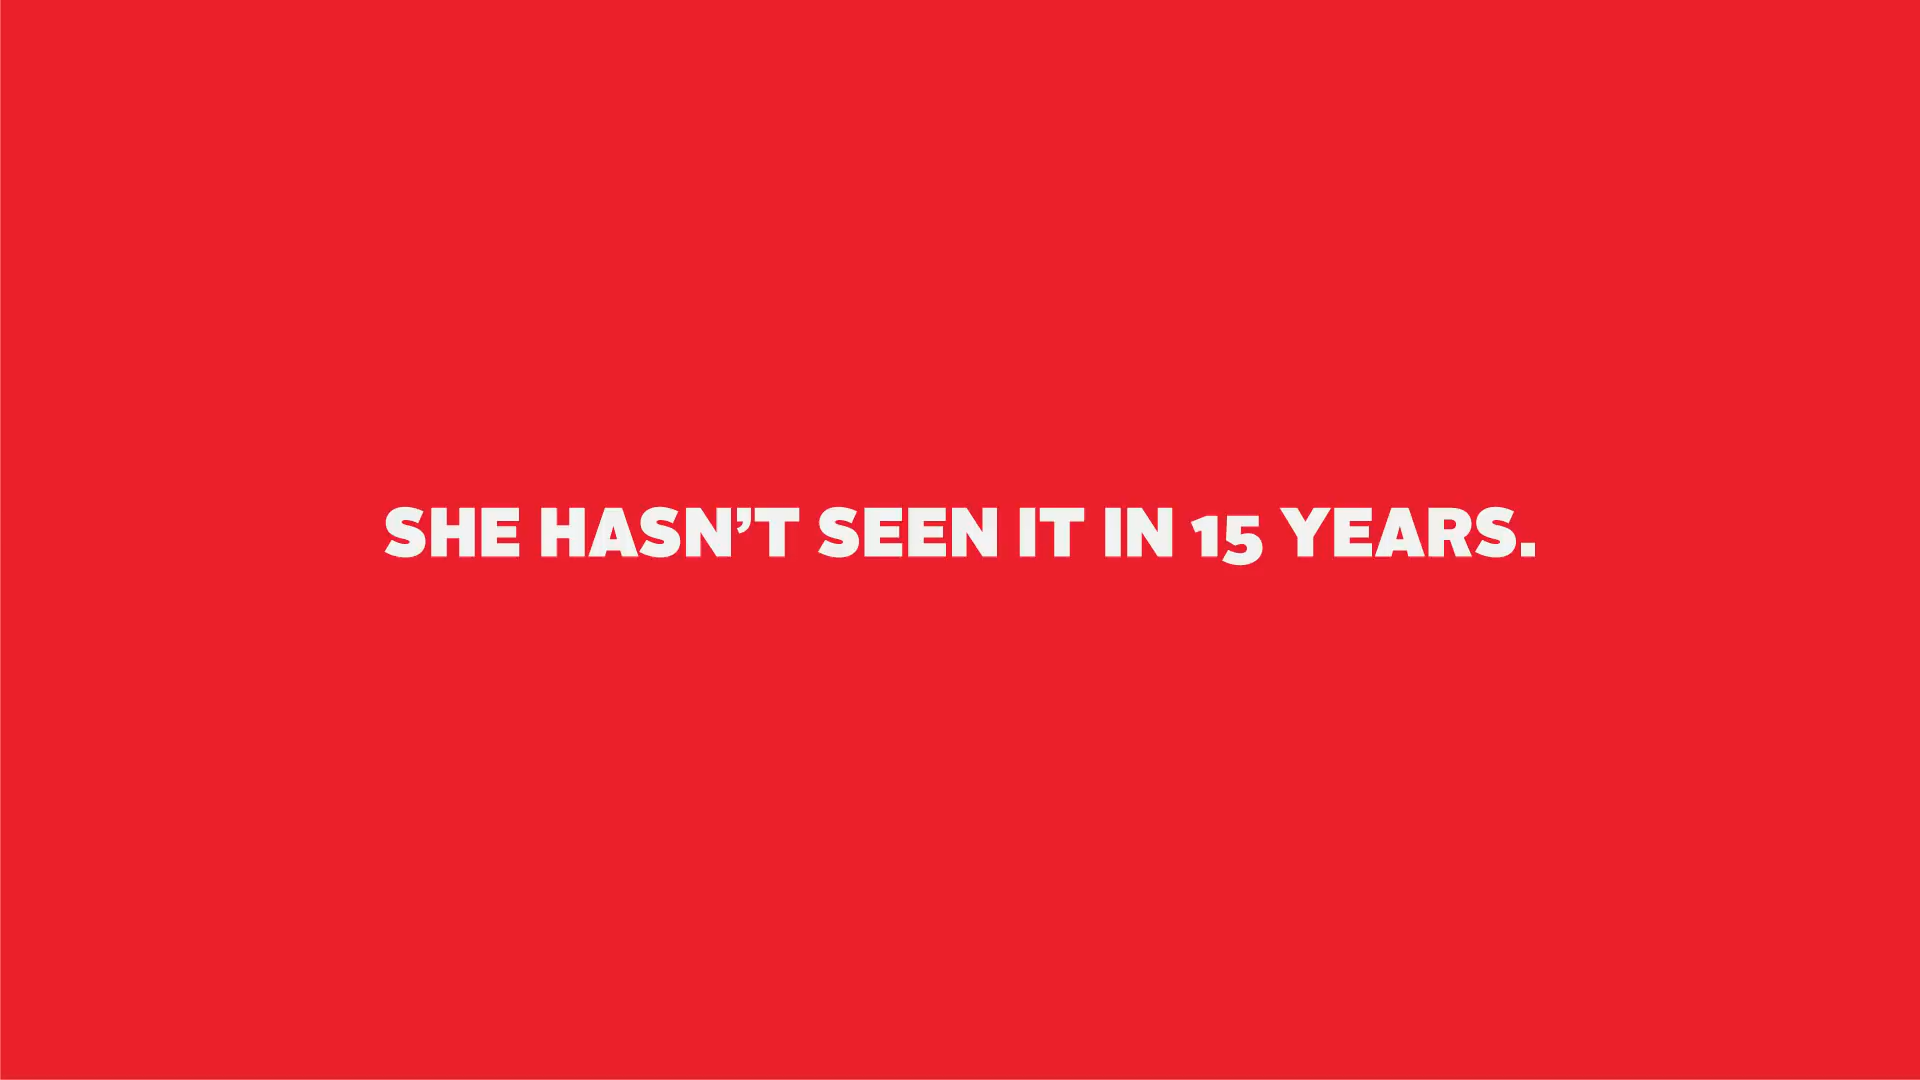 SHE HASN’T SEEN IT IN 15 YEARS.